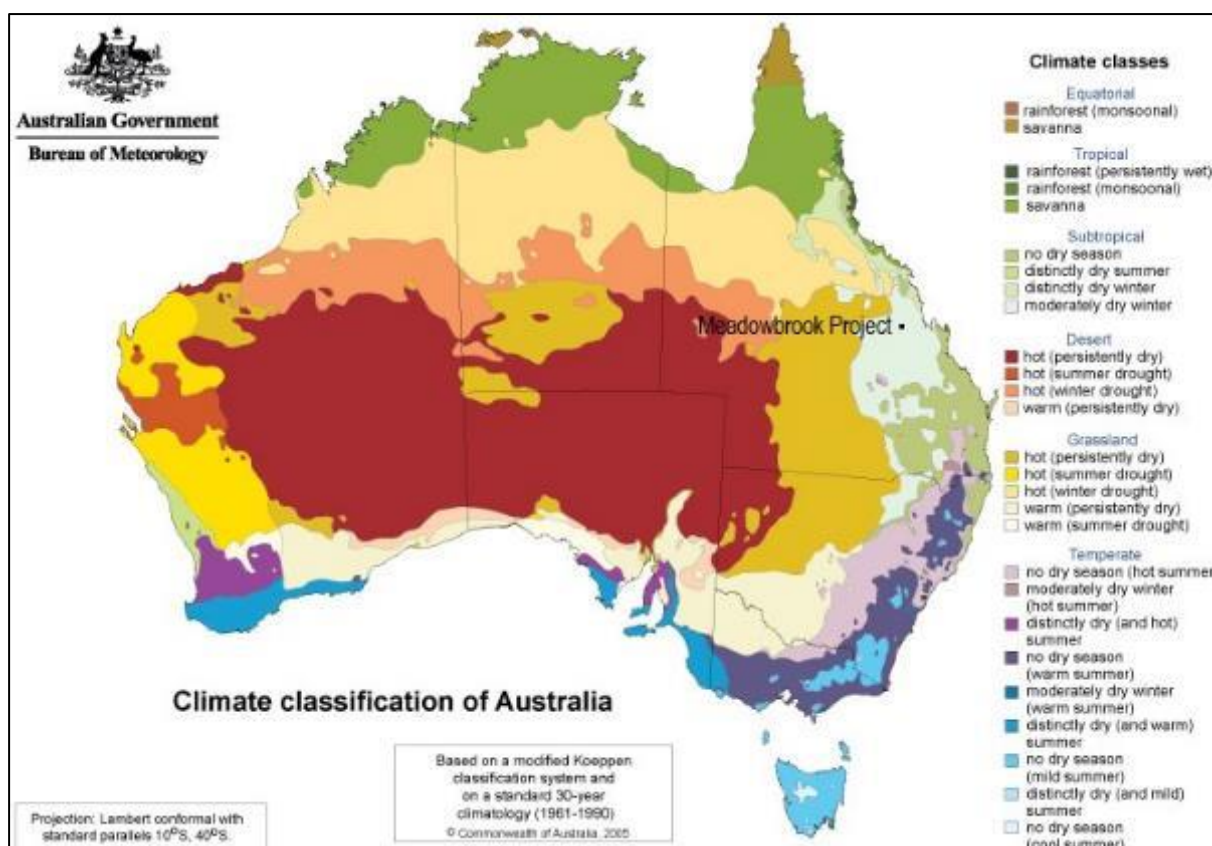 Australian Government
Bureau of Meteorology
Climate classes
Equatorial
rainforest (monsoonal)
savanna
Tropical
rainforest (persistently wet)
rainforest (monsoonal)
savanna
Subtropical
no dry season
distinctly dry summer
distinctly dry winter
moderately dry winter
Meadowbrook Project
Desert
hot (persistently dry)
hot (summer drought)
hot (winter drought)
warm (persistently dry)
Grassland
hot (persistently dry)
hot (summer drought)
hot (winter drought)
warm (persistently dry)
warm (summer drought)
Temperate
no dry season (hot summer
moderately dry winter
(hot summer)
distinctly dry (and hot)
summer
no dry season
(warm summer)
moderately dry winter
(warm summer)
distinctly dry (and warm)
summer
no dry season
(mild summer)
distinctly dry (and mild)
summer
no dry season
(cool summer)
Climate classification of Australia
Based on a modified Koeppen
classification system and
on a standard 30-year
climatology (1961-1990)
© Commonwealth of Australia, 2005
Projection: Lambert conformal with
standard parallels 10°S, 40°S.